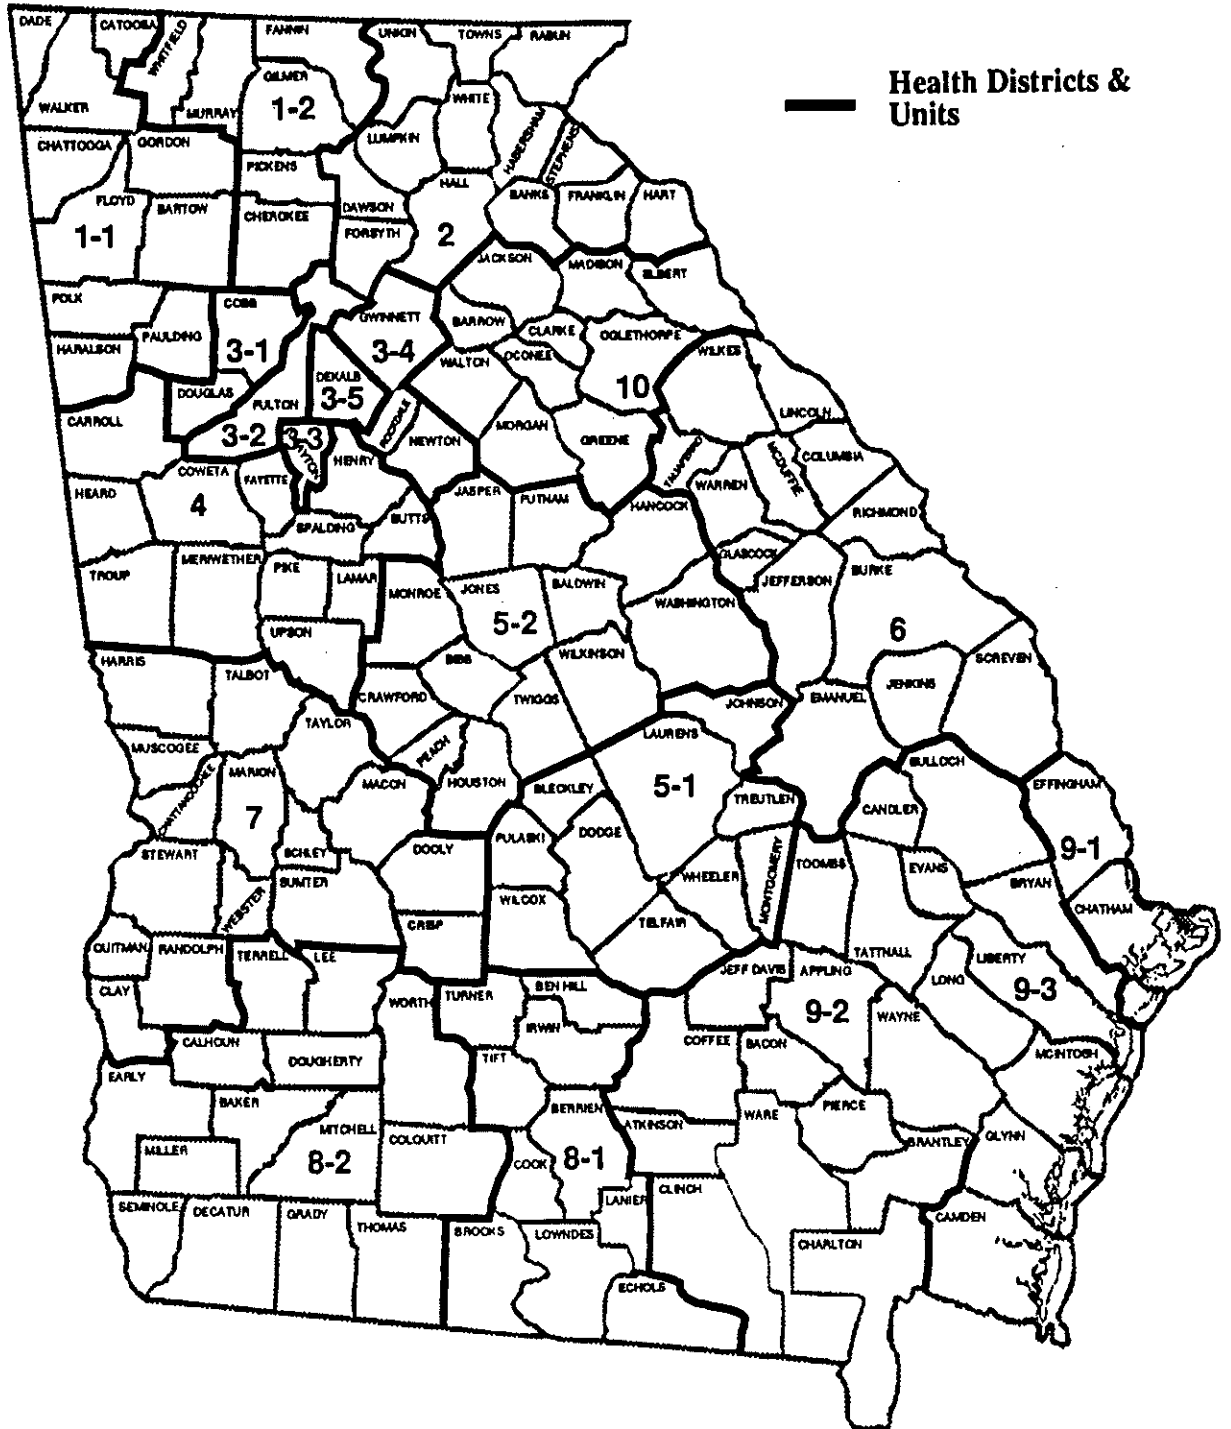 DADE
CATOOSA
WHITFIELD
FANNIN
UNION
TOWNS
RABUN
Health Districts &
Units
WALKER
MURRAY
GILMER
1-2
WHITE
LUMPKIN
HABERSHAM
STEPHENS
CHATTOOGA
GORDON
PICKENS
HALL
BANKS
FRANKLIN
HART
FLOYD
BARTOW
CHEROKEE
DAWSON
FORSYTH
1-1
2
JACKSON
MADISON
ELBERT
POLK
COBB
GWINNETT
BARROW
CLARKE
OGLETHORPE
PAULDING
HARALSON
3-1
3-4
WALTON
OCONEE
WILKES
DEKALB
3-5
10
DOUGLAS
FULTON
LINCOLN
CARROLL
3-2
3-3
ROCKDALE
NEWTON
MORGAN
GREENE
TALIAFERRO
MCDUFFIE
COLUMBIA
COWETA
FAYETTE
HENRY
WARREN
HEARD
4
SPALDING
BUTTS
JASPER
PUTNAM
HANCOCK
RICHMOND
GLASCOCK
TROUP
MERIWETHER
PIKE
LAMAR
MONROE
JONES
BALDWIN
WASHINGTON
JEFFERSON
BURKE
5-2
UPSON
BIBB
WILKINSON
6
SCREVEN
HARRIS
TALBOT
CRAWFORD
TWIGGS
JOHNSON
EMANUEL
JENKINS
TAYLOR
LAURENS
MUSCOGEE
PEACH
CHATTAHOOCHEE
MARION
MACON
HOUSTON
BLECKLEY
5-1
TREUTLEN
BULLOCH
EFFINGHAM
7
CANDLER
STEWART
SCHLEY
DOOLY
PULASKI
DODGE
MONTGOMERY
TOOMBS
EVANS
9-1
WEBSTER
SUMTER
WHEELER
BRYAN
CHATHAM
WILCOX
CRISP
TELFAIR
TATTNALL
QUITMAN
RANDOLPH
TERRELL
LEE
JEFF DAVIS
APPLING
LONG
LIBERTY
CLAY
WORTH
TURNER
BEN HILL
9-3
IRWIN
9-2
WAYNE
CALHOUN
DOUGHERTY
COFFEE
BACON
MCINTOSH
TIFT
EARLY
BAKER
MITCHELL
COLQUITT
BERRIEN
ATKINSON
WARE
PIERCE
MILLER
8-2
COOK
8-1
BRANTLEY
GLYNN
LANIER
CLINCH
SEMINOLE
DECATUR
GRADY
THOMAS
BROOKS
LOWNDES
CAMDEN
CHARLTON
ECHOLS